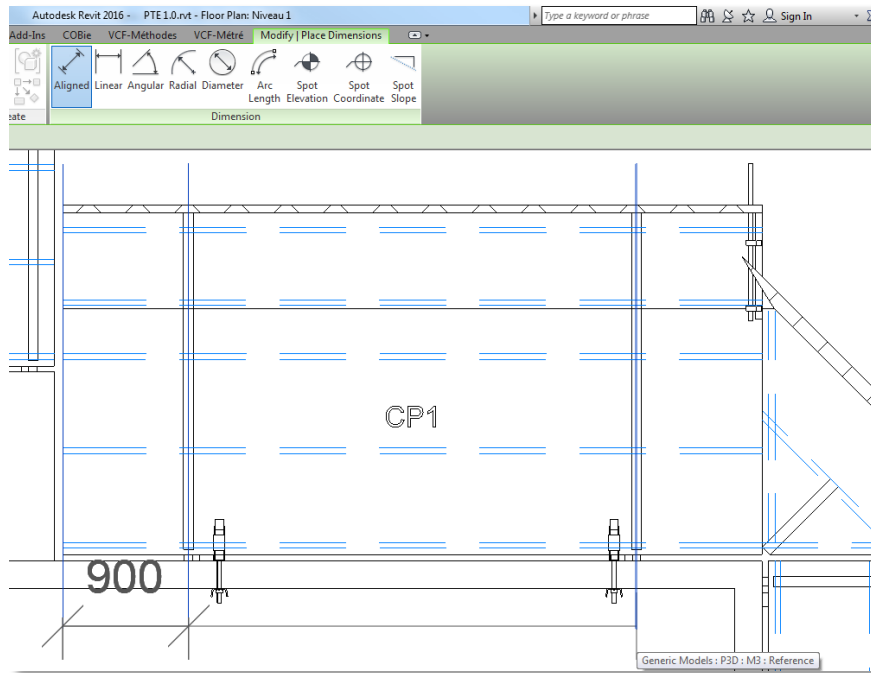 Autodesk Revit 2016 - PTE 1.0.rvt - Floor Plan: Niveau 1
Type a keyword or phrase
Sign In
Add-Ins COBie VCF-Méthodes VCF-Métré Modify | Place Dimensions
Aligned Linear Angular Radial Diameter Arc Length Spot Elevation Spot Coordinate Spot Slope
eate
Dimension
CP1
900
Generic Models : P3D : M3 : Reference